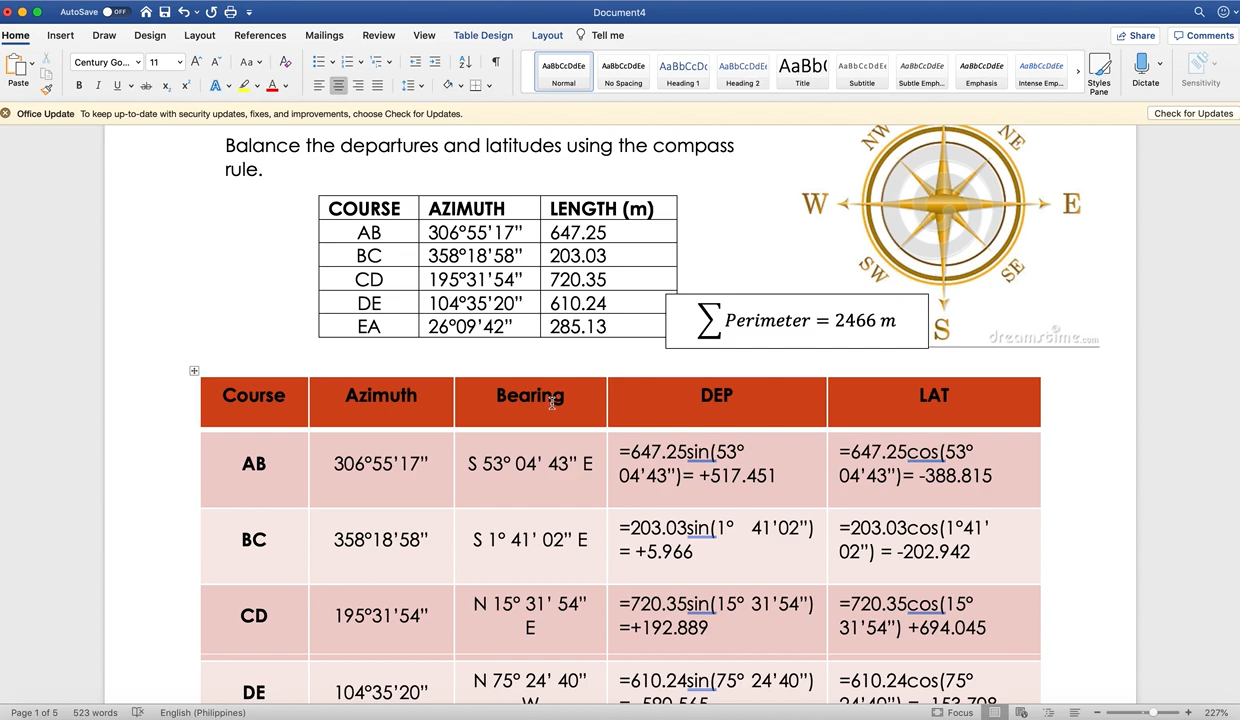 AutoSave OFF
Document4
Home Insert Draw Design Layout References Mailings Review View Table Design Layout Tell me
Share Comments
Paste
Century Go... 11
Normal
No Spacing
Heading 1
Heading 2
Title
Subtitle
Subtle Emph...
Emphasis
Intense Emp...
Styles Pane
Dictate
Sensitivity
Office Update To keep up-to-date with security updates, fixes, and improvements, choose Check for Updates.
Check for Updates
Balance the departures and latitudes using the compass
rule.
NW NE
W E
SW SE
S
dreamstime.com
COURSE AZIMUTH LENGTH (m)
AB 306°55'17" 647.25
BC 358°18'58" 203.03
CD 195°31'54" 720.35
DE 104°35'20" 610.24
EA 26°09'42" 285.13
∑ Perimeter = 2466 m
Course Azimuth Bearing DEP LAT
AB 306°55'17" S 53° 04' 43" E
=647.25sin(53°
04'43")= +517.451
=647.25cos(53°
04'43")= -388.815
BC 358°18'58" S 1° 41' 02" E
=203.03sin(1° 41'02")
= +5.966
=203.03cos(1°41'
02") = -202.942
CD 195°31'54"
N 15° 31' 54"
E
=720.35sin(15° 31'54")
=+192.889
=720.35cos(15°
31'54") +694.045
DE 104°35'20"
N 75° 24' 40"
W
=610.24sin(75° 24'40")
=610.24cos(75°
Page 1 of 5 523 words English (Philippines)
Focus
227%